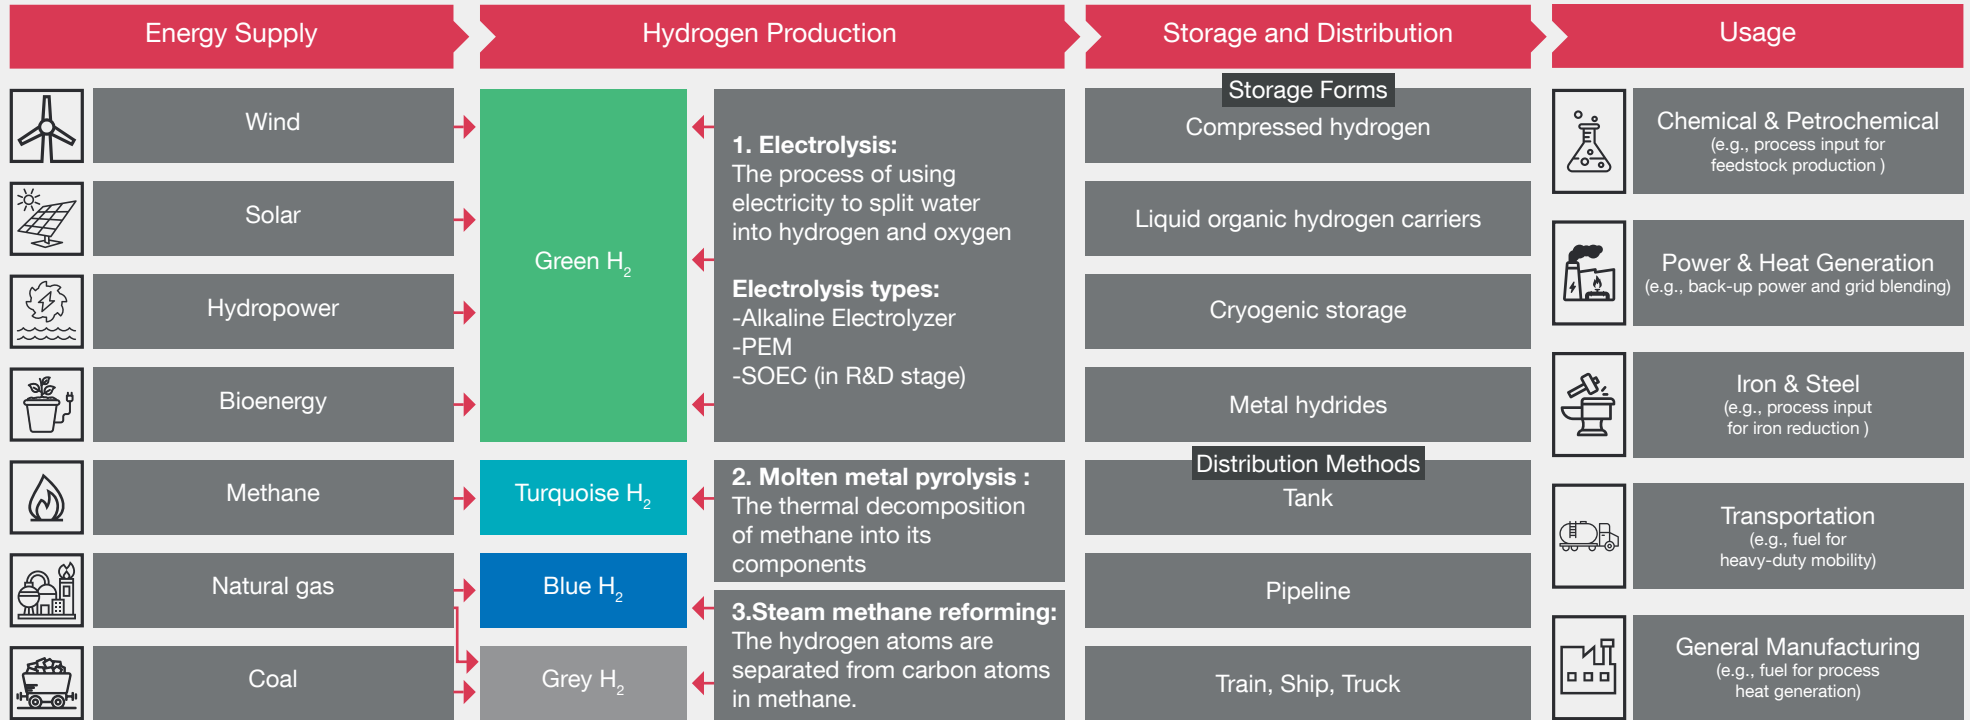 Energy Supply
Hydrogen Production
Storage and Distribution
Usage
Wind
Solar
Hydropower
Bioenergy
Methane
Natural gas
Coal
Green H₂
Turquoise H₂
Blue H₂
Grey H₂
1. Electrolysis:
The process of using
electricity to split water
into hydrogen and oxygen
Electrolysis types:
-Alkaline Electrolyzer
-PEM
-SOEC (in R&D stage)
2. Molten metal pyrolysis :
The thermal decomposition
of methane into its
components
3.Steam methane reforming:
The hydrogen atoms are
separated from carbon atoms
in methane.
Storage Forms
Compressed hydrogen
Liquid organic hydrogen carriers
Cryogenic storage
Metal hydrides
Distribution Methods
Tank
Pipeline
Train, Ship, Truck
Chemical & Petrochemical
(e.g., process input for
feedstock production )
Power & Heat Generation
(e.g., back-up power and grid blending)
Iron & Steel
(e.g., process input
for iron reduction )
Transportation
(e.g., fuel for
heavy-duty mobility)
General Manufacturing
(e.g., fuel for process
heat generation)